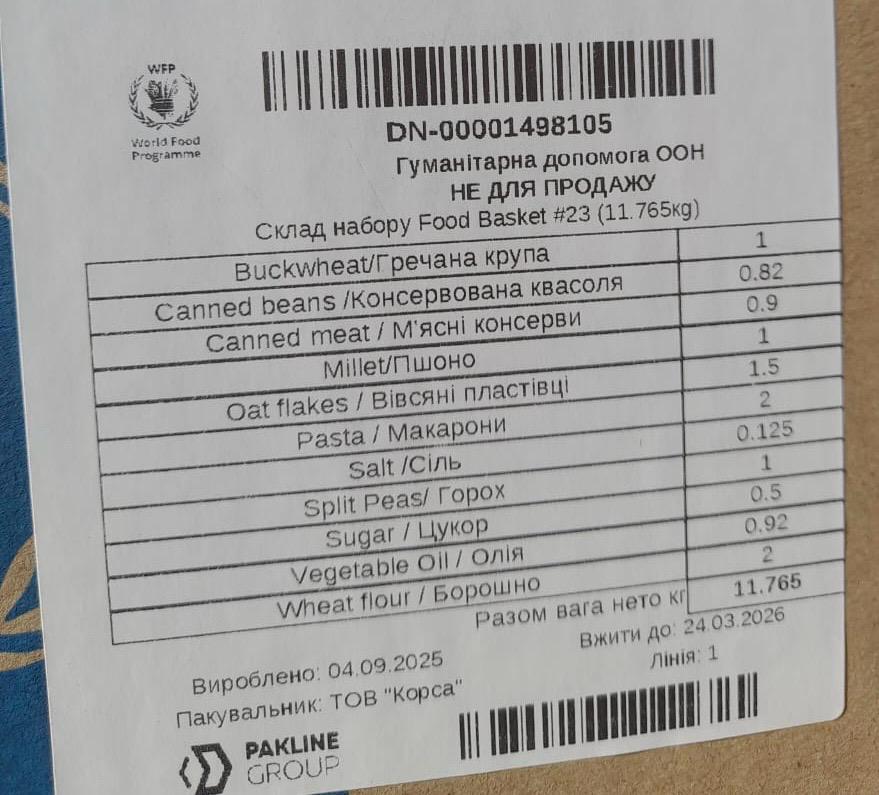 WFP
World Food
Programme
DN-00001498105
Гуманітарна допомога ООН
НЕ ДЛЯ ПРОДАЖУ
Склад набору Food Basket #23 (11.765kg)
Buckwheat/Гречана крупа 1
Canned beans /Консервована квасоля 0.82
Canned meat / М'ясні консерви 0.9
Millet/Пшоно 1
Oat flakes / Вівсяні пластівці 1.5
Pasta / Макарони 2
Salt /Сіль 0.125
Split Peas/ Горох 1
Sugar / Цукор 0.5
Vegetable Oil / Олія 0.92
Wheat flour / Борошно 2
Разом вага нето кг 11.765
Вироблено: 04.09.2025 Вжити до: 24.03.2026
Пакувальник: ТОВ "Корса" Лінія: 1
PAKLINE
GROUP